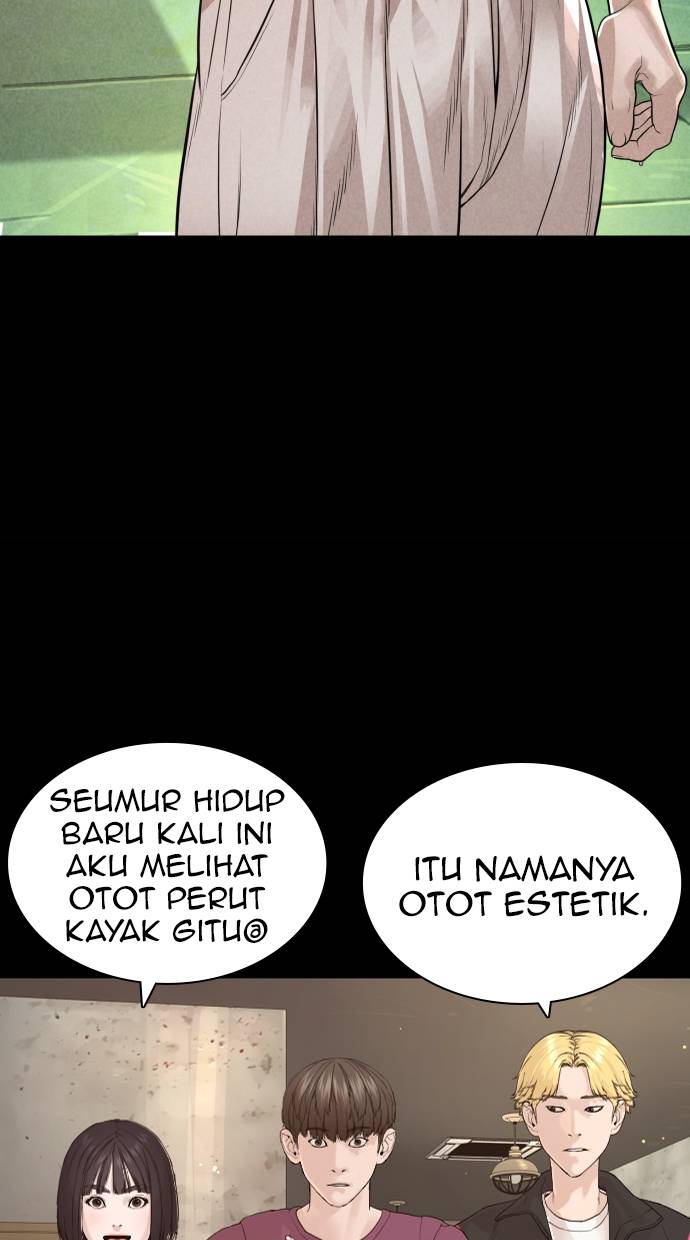 SEUMUR HIDUP
BARU KALI INI
AKU MELIHAT
OTOT PERUT
KAYAK GITU@
ITU NAMANYA
OTOT ESTETIK.